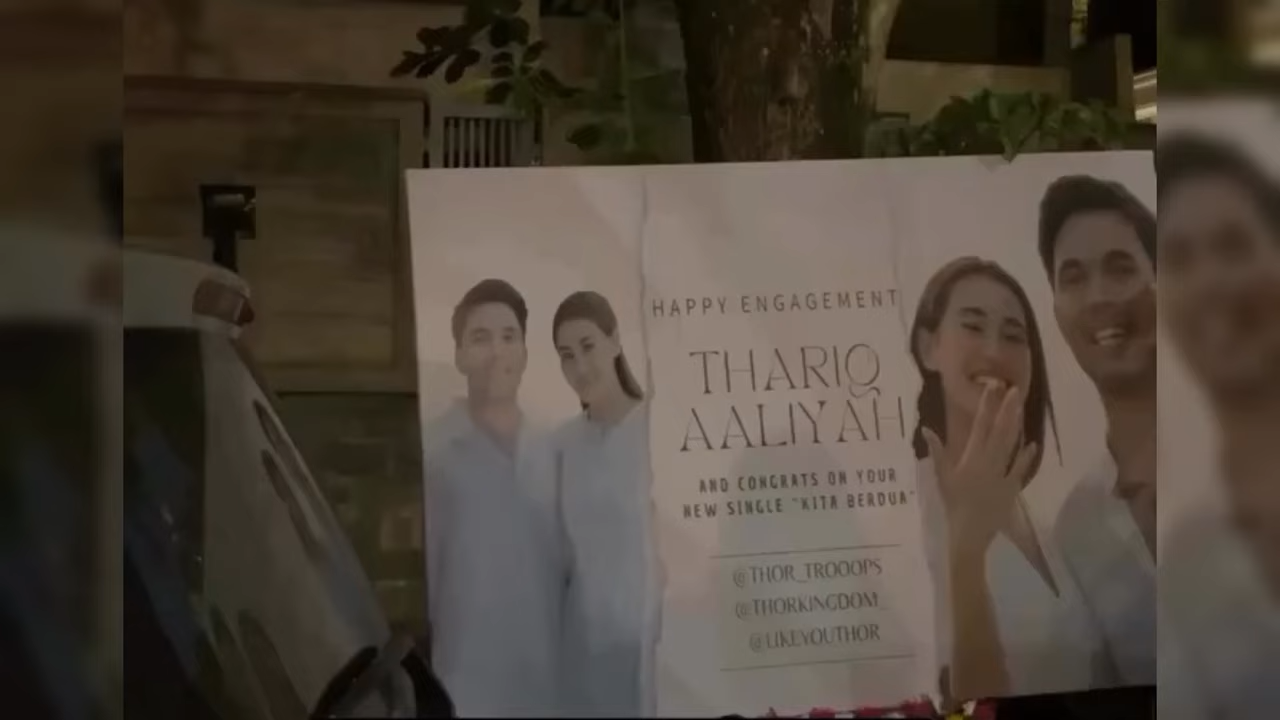 HAPPY ENGAGEMENT
THARIQ
AALIYAH
AND CONGRATS ON YOUR
NEW SINGLE "KITA BERDUA"
@THOR_TROOOPS
@THORKINGDOM_
@LIKEYOUTHOR